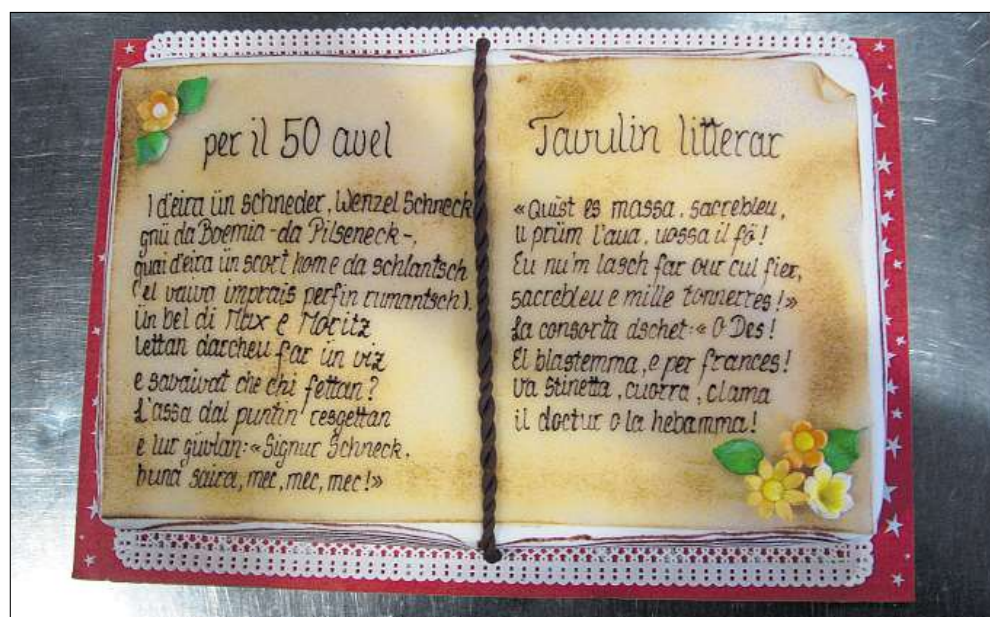 per il 50 avel
I d'eira ün schneder, Wenzel Schneck
gnü da Boemia - da Pilseneck -,
quai d'eira ün scort home da schlantsch
(el vaiva imprais perfin rumantsch).
Ün bel di Max e Moritz
lettan darcheu far ün viz
e savaivat che chi fettan?
L'assa dal puntin resgettan
e lur güvlan: «Signur Schneck,
buna saira, mec, mec, mec!»
Tavulin litterar
«Quist es massa, sacrebleu,
il prüm l'aua, uossa il fö!
Eu nu'm lasch far our cul fier,
sacrebleu e mille tonnerres!»
La consorta dschet: « O Des!
El blastemma, e per frances!
Va Stinetta, cuorra, clama
il doctur o la hebamma!